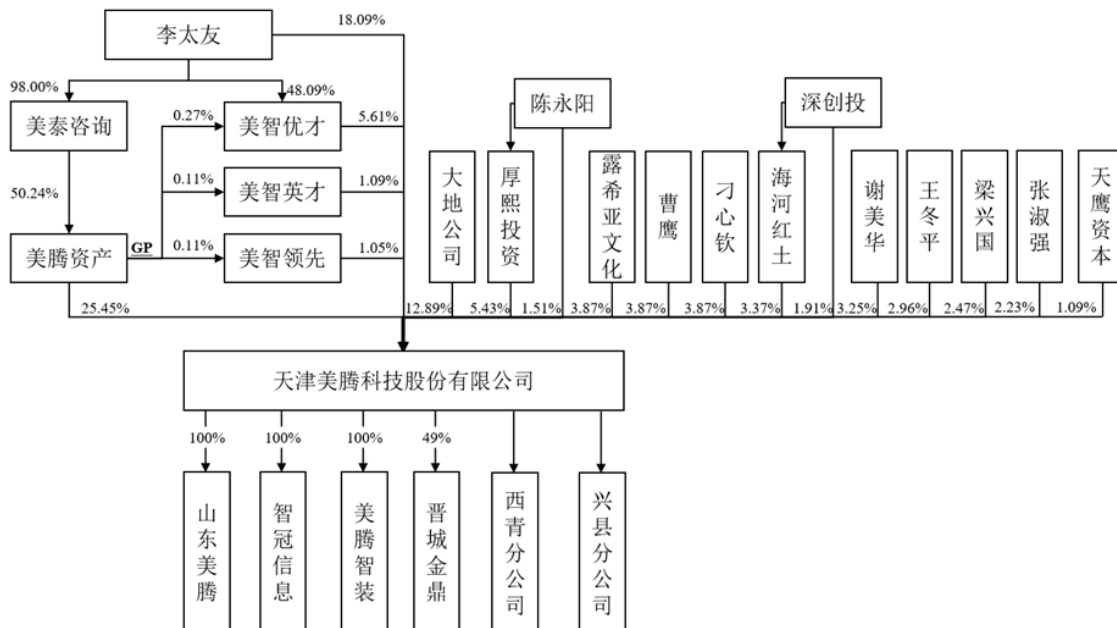 李太友
18.09%
98.00%
48.09%
美泰咨询
0.27%
美智优才
5.61%
陈永阳
深创投
50.24%
0.11%
美智英才
1.09%
大地公司
厚熙投资
露希亚文化
曹鹰
刁心钦
海河红土
谢美华
王冬平
梁兴国
张淑强
天鹰资本
美腾资产
GP
0.11%
美智领先
1.05%
25.45%
12.89%
5.43%
1.51%
3.87%
3.87%
3.87%
3.37%
1.91%
3.25%
2.96%
2.47%
2.23%
1.09%
天津美腾科技股份有限公司
100%
100%
100%
49%
山东美腾
智冠信息
美腾智装
晋城金鼎
西青分公司
兴县分公司